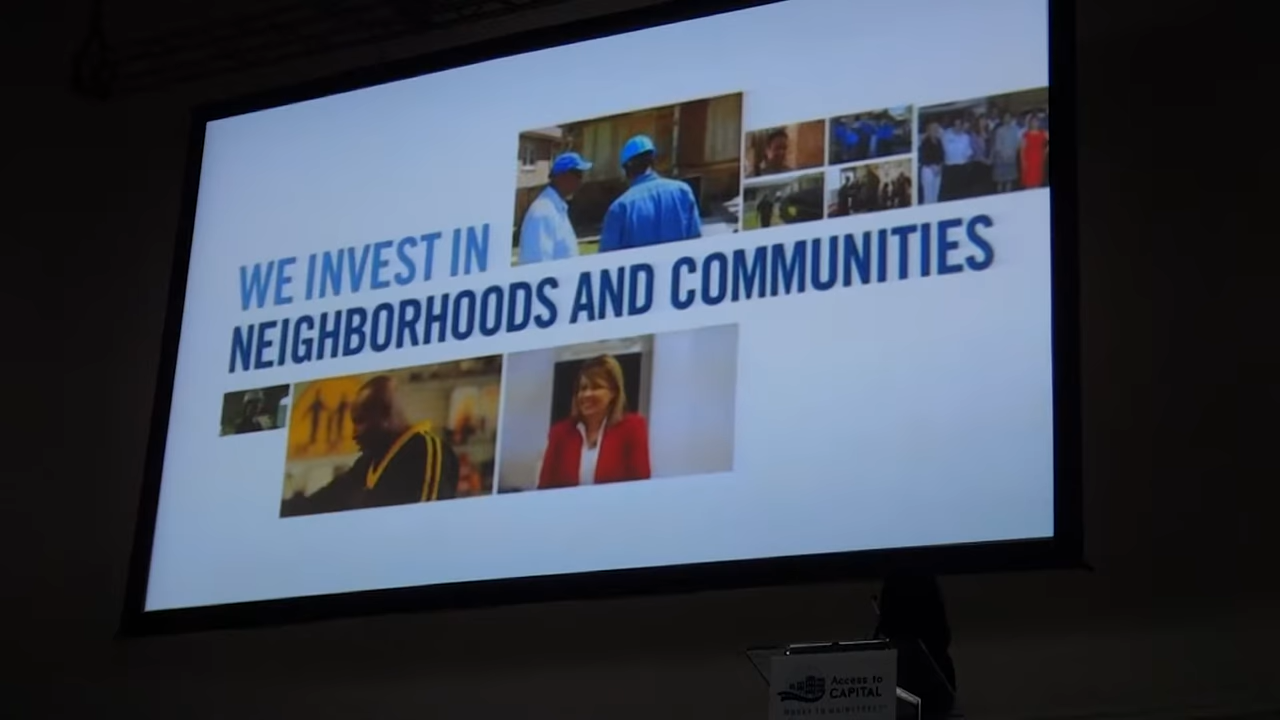 WE INVEST IN
NEIGHBORHOODS AND COMMUNITIES
Access to
CAPITAL